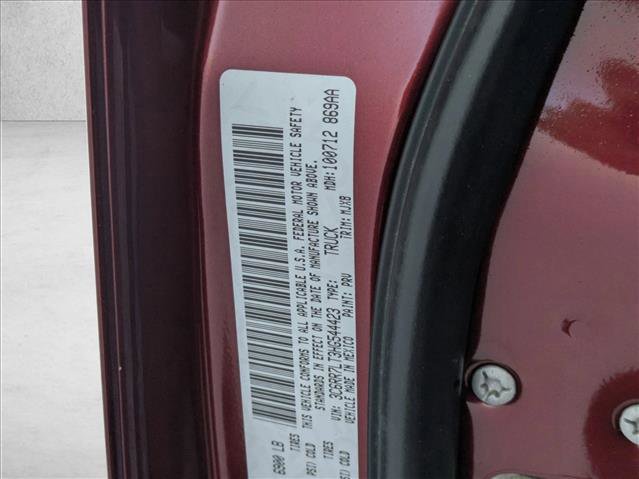 6900 LB
TIRES
PSI) COLD
TIRES
PSI) COLD
THIS VEHICLE CONFORMS TO ALL APPLICABLE U.S.A. FEDERAL MOTOR VEHICLE SAFETY
STANDARDS IN EFFECT ON THE DATE OF MANUFACTURE SHOWN ABOVE.
VIN: 3C6RR7LT3HG544423 TYPE: TRUCK MDH: 100712 869AA
VEHICLE MADE IN MEXICO PAINT: PRV TRIM: MJX8